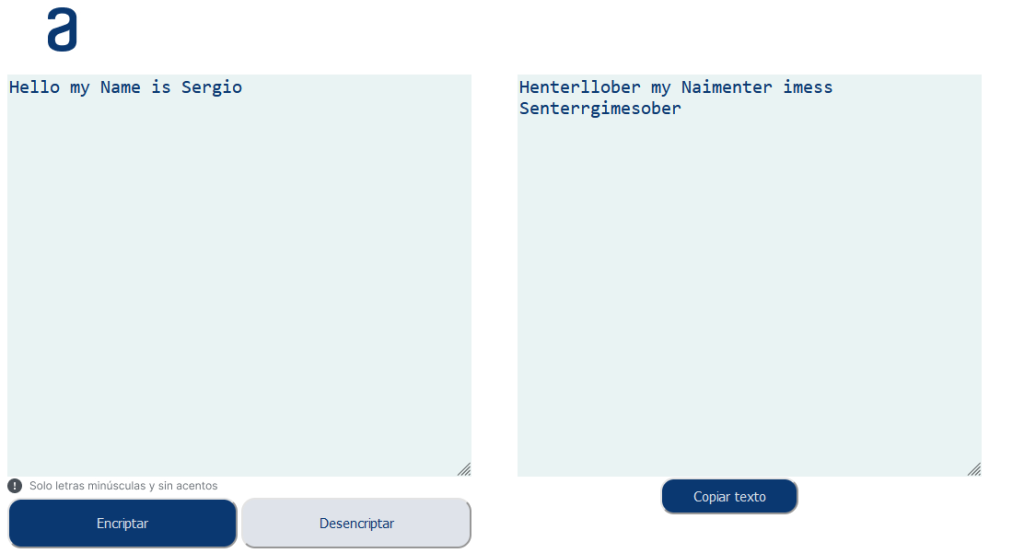 a
Hello my Name is Sergio
Henterllober my Naimenter imess
Senterrgimesober
Solo letras minúsculas y sin acentos
Encriptar
Desencriptar
Copiar texto